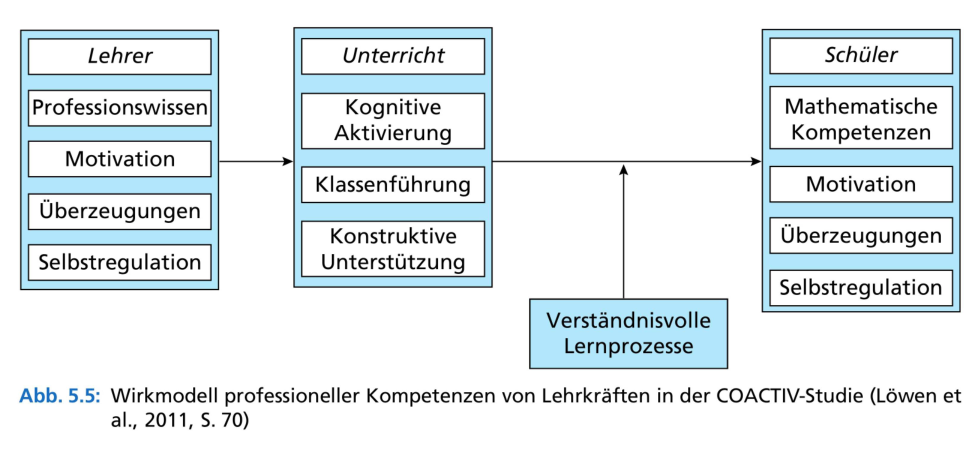 Lehrer
Professionswissen
Motivation
Überzeugungen
Selbstregulation
Unterricht
Kognitive
Aktivierung
Klassenführung
Konstruktive
Unterstützung
Schüler
Mathematische
Kompetenzen
Motivation
Überzeugungen
Selbstregulation
Verständnisvolle
Lernprozesse
Abb. 5.5: Wirkmodell professioneller Kompetenzen von Lehrkräften in der COACTIV-Studie (Löwen et
al., 2011, S. 70)